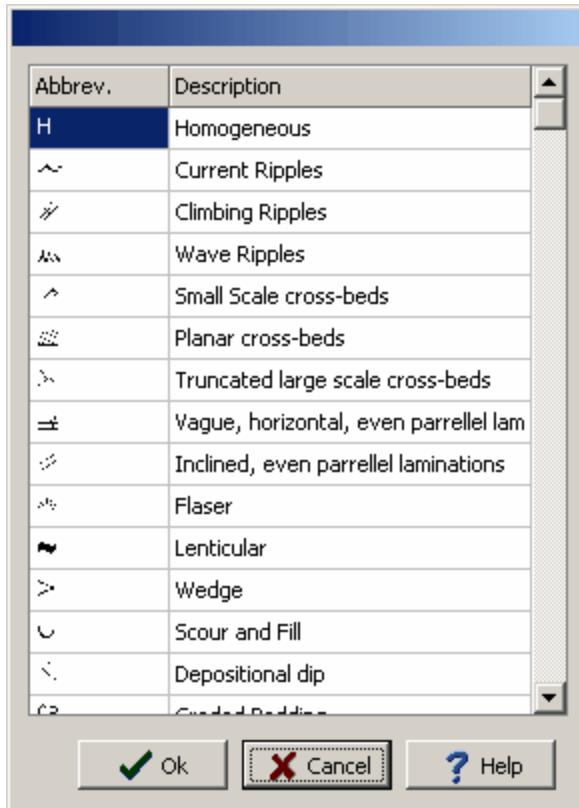 Abbrev. Description
H Homogeneous
Current Ripples
Climbing Ripples
Wave Ripples
Small Scale cross-beds
Planar cross-beds
Truncated large scale cross-beds
Vague, horizontal, even parrellel lam
Inclined, even parrellel laminations
Flaser
Lenticular
Wedge
Scour and Fill
Depositional dip
Graded Bedding
Ok Cancel Help